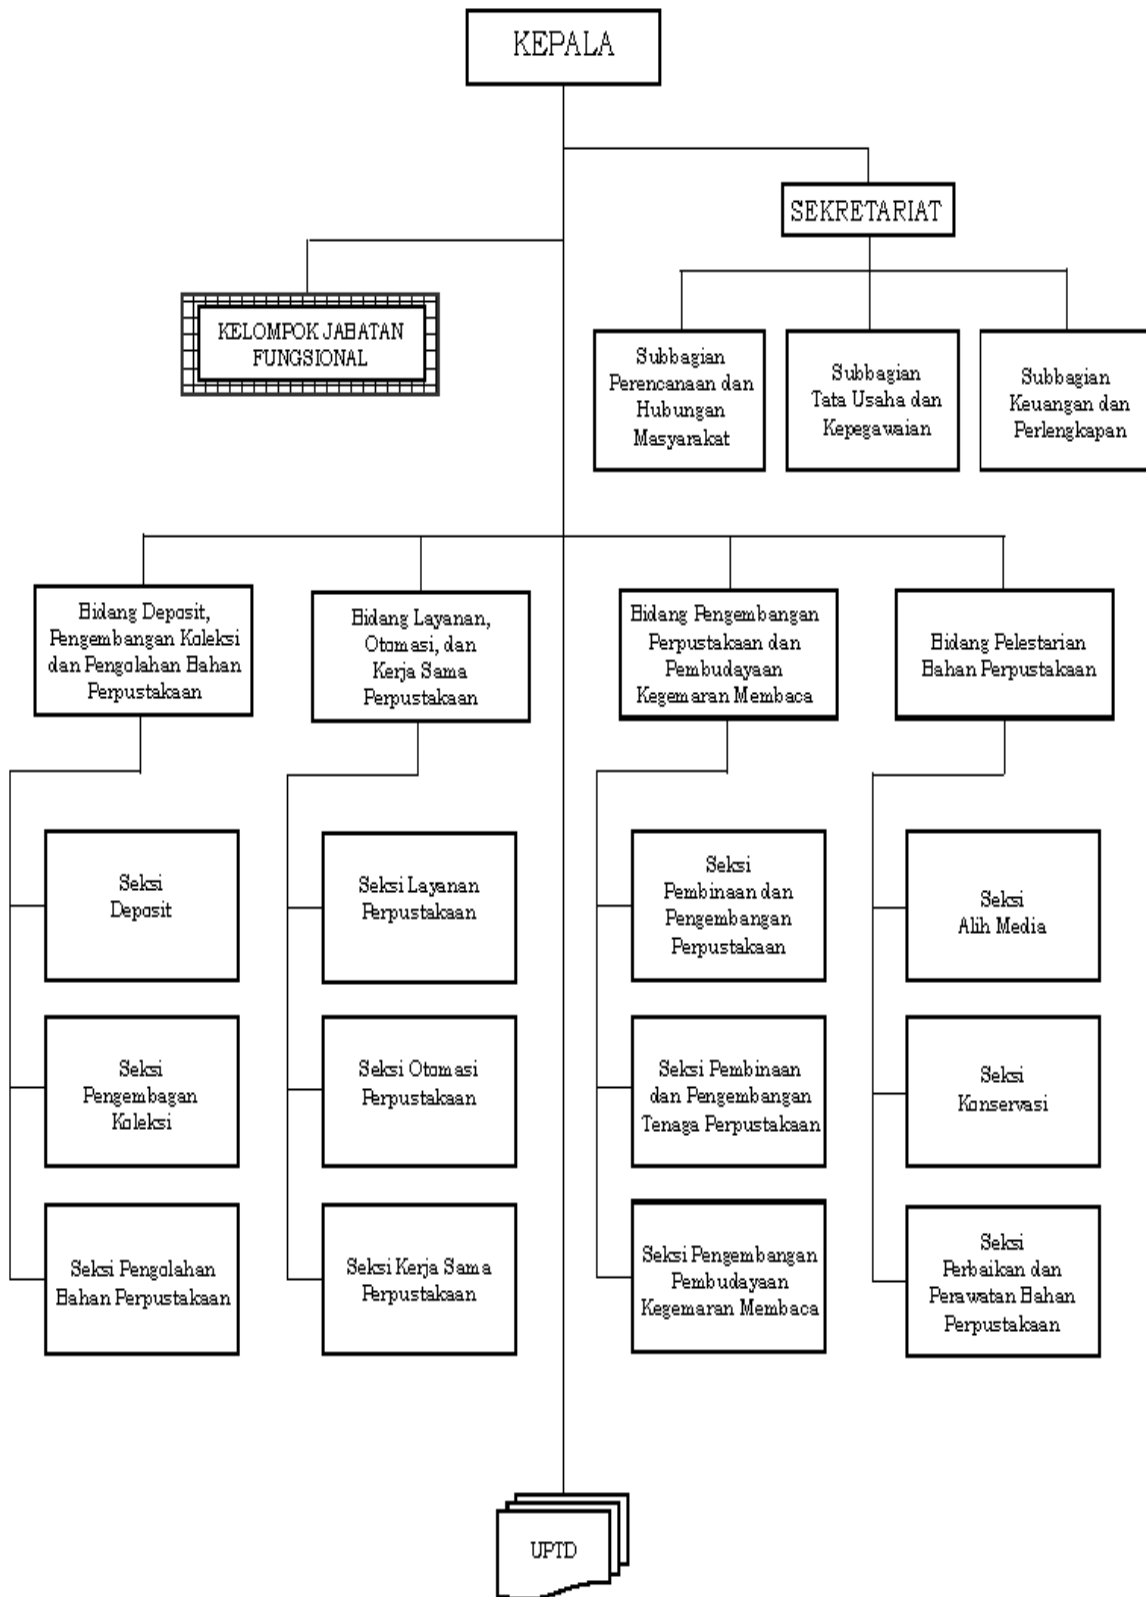 KEPALA
SEKRETARIAT
KELOMPOK JABATAN
FUNGSIONAL
Subbagian
Perencanaan dan
Hubungan
Masyarakat
Subbagian
Tata Usaha dan
Kepegawaian
Subbagian
Keuangan dan
Perlengkapan
Bidang Deposit,
Pengembangan Koleksi
dan Pengolahan Bahan
Perpustakaan
Bidang Layanan,
Otomasi, dan
Kerja Sama
Perpustakaan
Bidang Pengembangan
Perpustakaan dan
Pembudayaan
Kegemaran Membaca
Bidang Pelestarian
Bahan Perpustakaan
Seksi
Deposit
Seksi Layanan
Perpustakaan
Seksi
Pembinaan dan
Pengembangan
Perpustakaan
Seksi
Alih Media
Seksi
Pengembagan
Koleksi
Seksi Otomasi
Perpustakaan
Seksi Pembinaan
dan Pengembangan
Tenaga Perpustakaan
Seksi
Konservasi
Seksi Pengolahan
Bahan Perpustakaan
Seksi Kerja Sama
Perpustakaan
Seksi Pengembangan
Pembudayaan
Kegemaran Membaca
Seksi
Perbaikan dan
Perawatan Bahan
Perpustakaan
UPTD